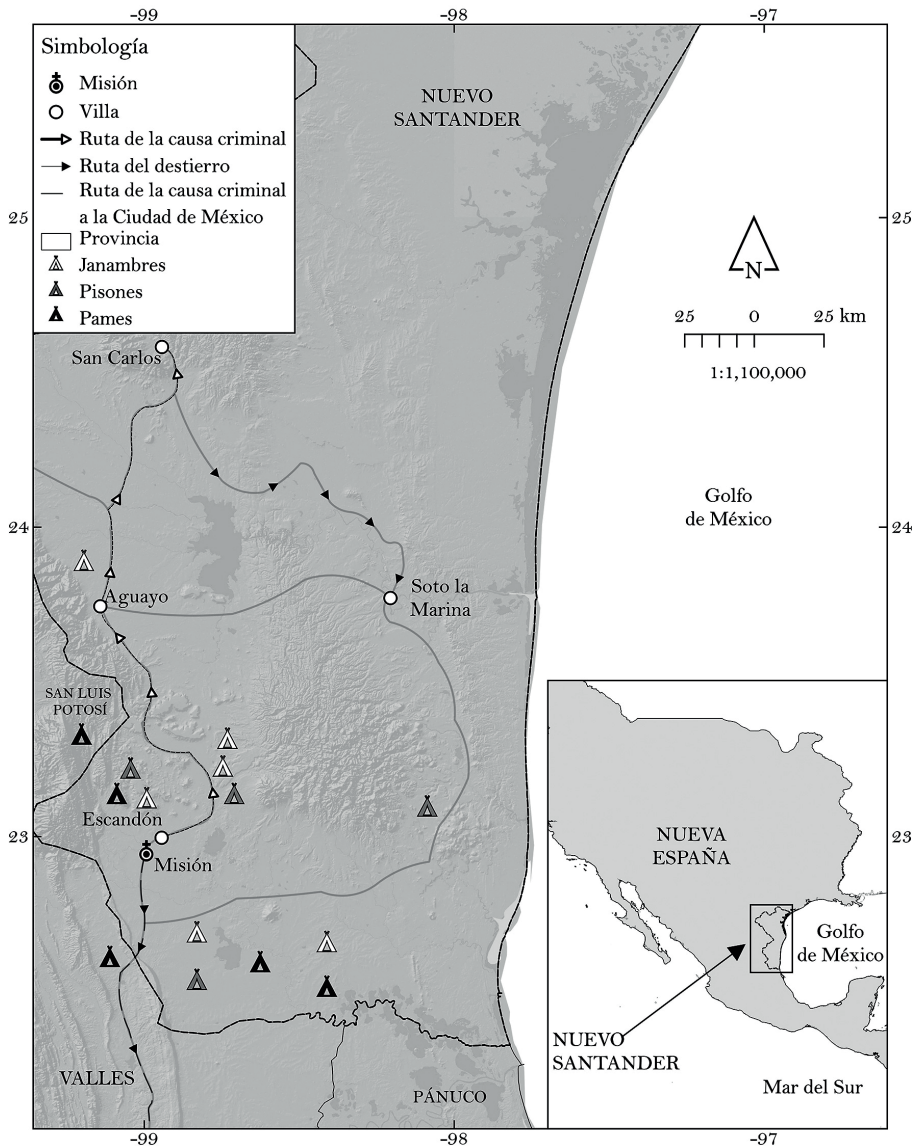 -99
-98
-97
Simbología
Misión
Villa
Ruta de la causa criminal
Ruta del destierro
Ruta de la causa criminal
a la Ciudad de México
Provincia
Janambres
Pisones
Pames
NUEVO
SANTANDER
25
25
N
25 0 25 km
1:1,100,000
San Carlos
Golfo
de México
24
24
Aguayo
Soto la
Marina
SAN LUIS
POTOSÍ
Escandón
23
23
Misión
NUEVA
ESPAÑA
Golfo
de México
NUEVO
SANTANDER
Mar del Sur
VALLES
PÁNUCO
-99
-98
-97